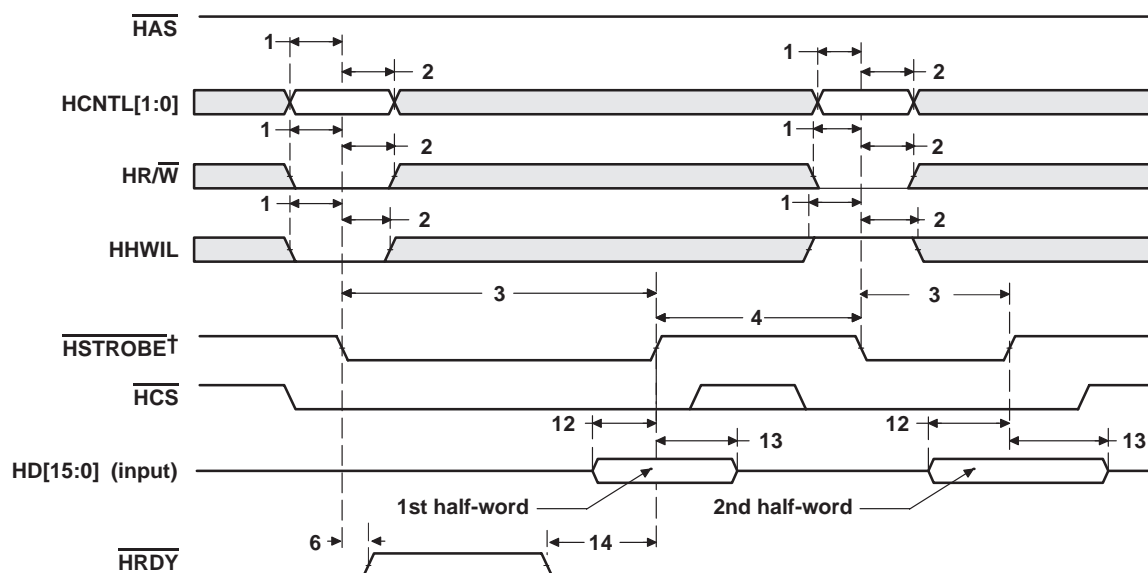 HAS
1
1
2
2
HCNTL[1:0]
1
1
2
2
HR/W
1
1
2
2
HHWIL
3
3
4
HSTROBE†
HCS
12
13
12
13
HD[15:0] (input)
1st half-word
2nd half-word
6
14
HRDY